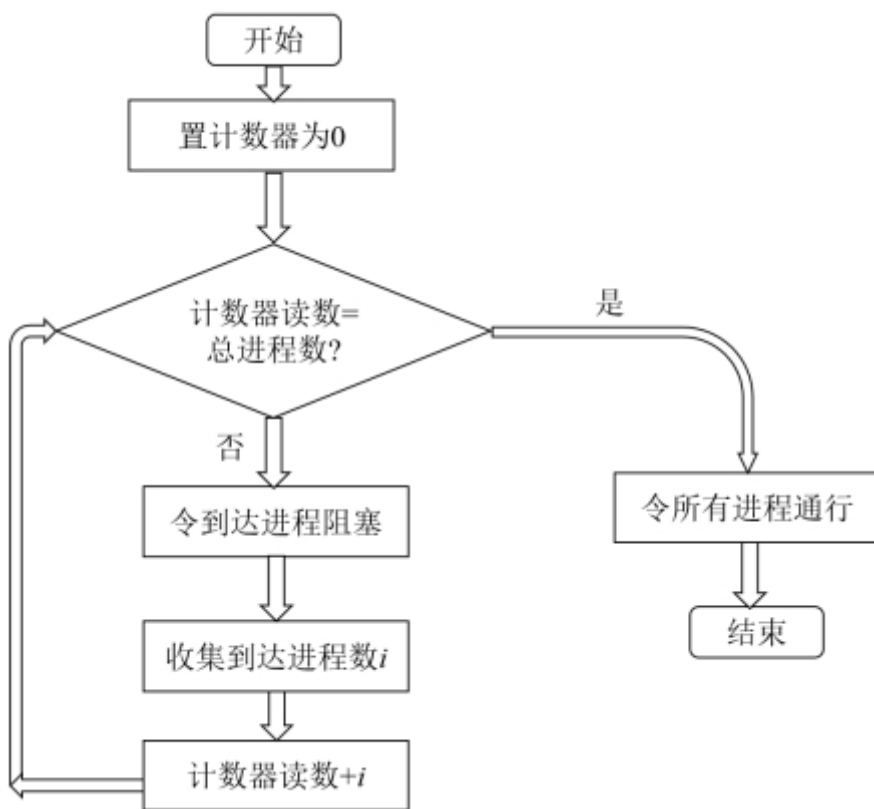 开始
置计数器为0
计数器读数=
总进程数?
是
否
令到达进程阻塞
令所有进程通行
收集到达进程数i
结束
计数器读数+i